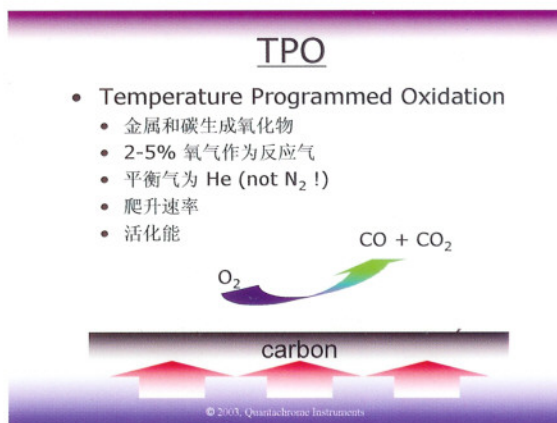 TPO
• Temperature Programmed Oxidation
• 金属和碳生成氧化物
• 2-5% 氧气作为反应气
• 平衡气为 He (not N₂ !)
• 爬升速率
• 活化能
CO + CO₂
O₂
carbon
© 2003, Quantachrome Instruments